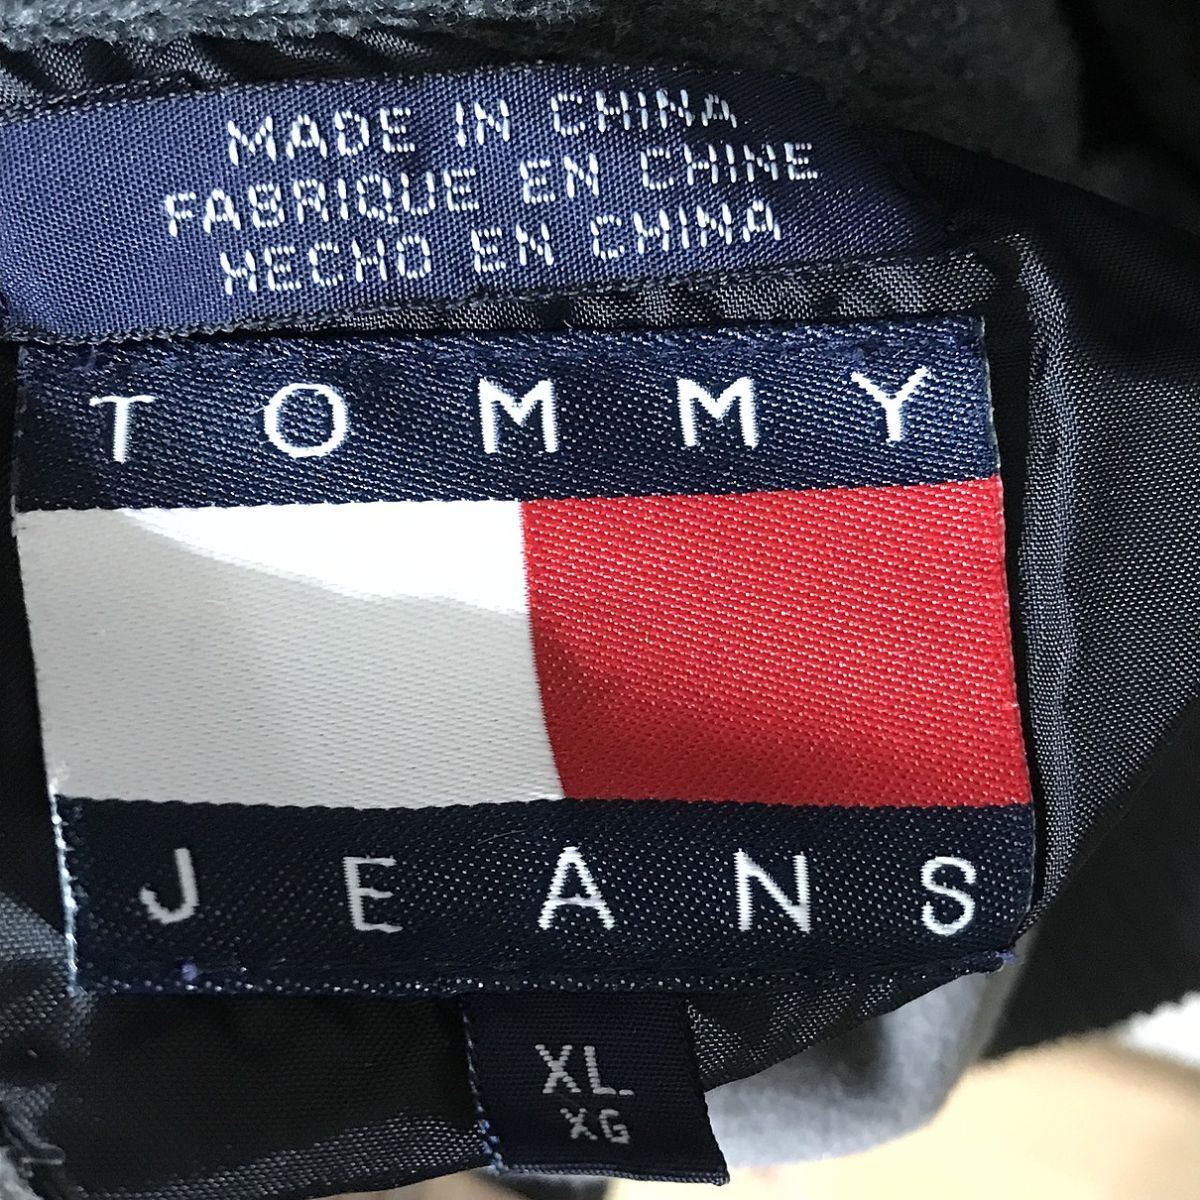 MADE IN CHINA
FABRIQUE EN CHINE
HECHO EN CHINA
TOMMY
JEANS
XL
XG